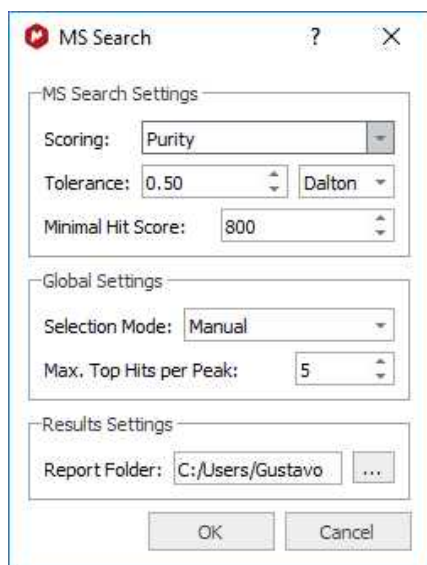 MS Search ?
MS Search Settings
Scoring: Purity
Tolerance: 0.50 Dalton
Minimal Hit Score: 800
Global Settings
Selection Mode: Manual
Max. Top Hits per Peak: 5
Results Settings
Report Folder: C:/Users/Gustavo ...
OK Cancel